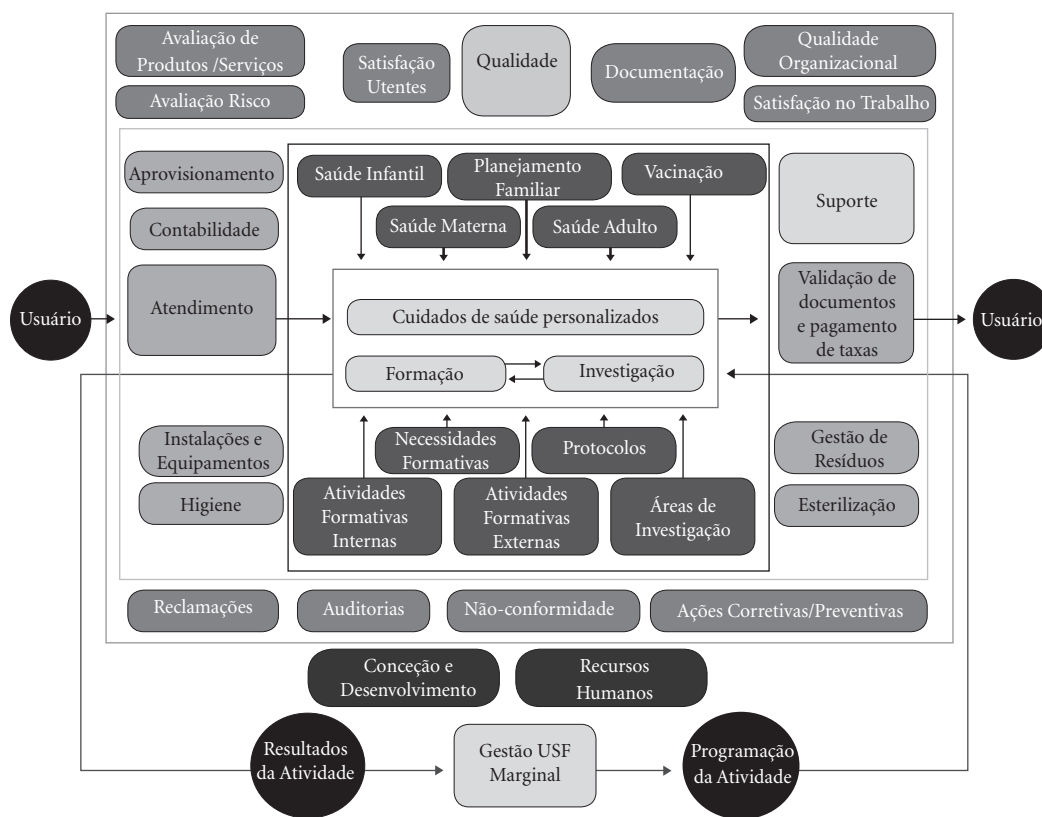 Avaliação de
Produtos /Serviços
Avaliação Risco
Satisfação
Utentes
Qualidade
Documentação
Qualidade
Organizacional
Satisfação no Trabalho
Aprovisionamento
Contabilidade
Atendimento
Usuário
Saúde Infantil
Planejamento
Familiar
Vacinação
Saúde Materna
Saúde Adulto
Suporte
Cuidados de saúde personalizados
Formação
Investigação
Validação de
documentos
e pagamento
de taxas
Usuário
Instalações e
Equipamentos
Higiene
Necessidades
Formativas
Protocolos
Atividades
Formativas
Internas
Atividades
Formativas
Externas
Áreas de
Investigação
Gestão de
Resíduos
Esterilização
Reclamações
Auditorias
Não-conformidade
Ações Corretivas/Preventivas
Conceção e
Desenvolvimento
Recursos
Humanos
Resultados
da Atividade
Gestão USF
Marginal
Programação
da Atividade